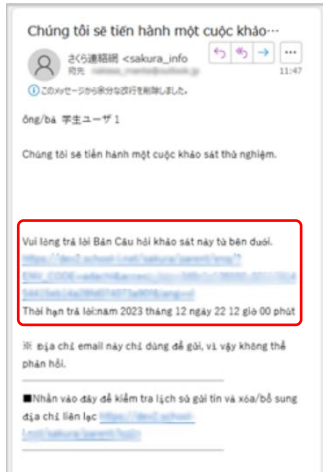 Chúng tôi sẽ tiến hành một cuộc khảo…
さくら連絡網 <sakura_info
宛先
11:47
このメッセージから余分な改行を削除しました。
ông/bà 学生ユーザ1
Chúng tôi sẽ tiến hành một cuộc khảo sát thử nghiệm.
Vui lòng trả lời Bản Câu hỏi khảo sát này từ bên dưới.
Thời hạn trả lời:năm 2023 tháng 12 ngày 22 12 giờ 00 phút
※ Địa chỉ email này chỉ dùng để gửi, vì vậy không thể
phản hồi.
■Nhấn vào đây để kiểm tra lịch sử gửi tin và xóa/bổ sung
địa chỉ liên lạc